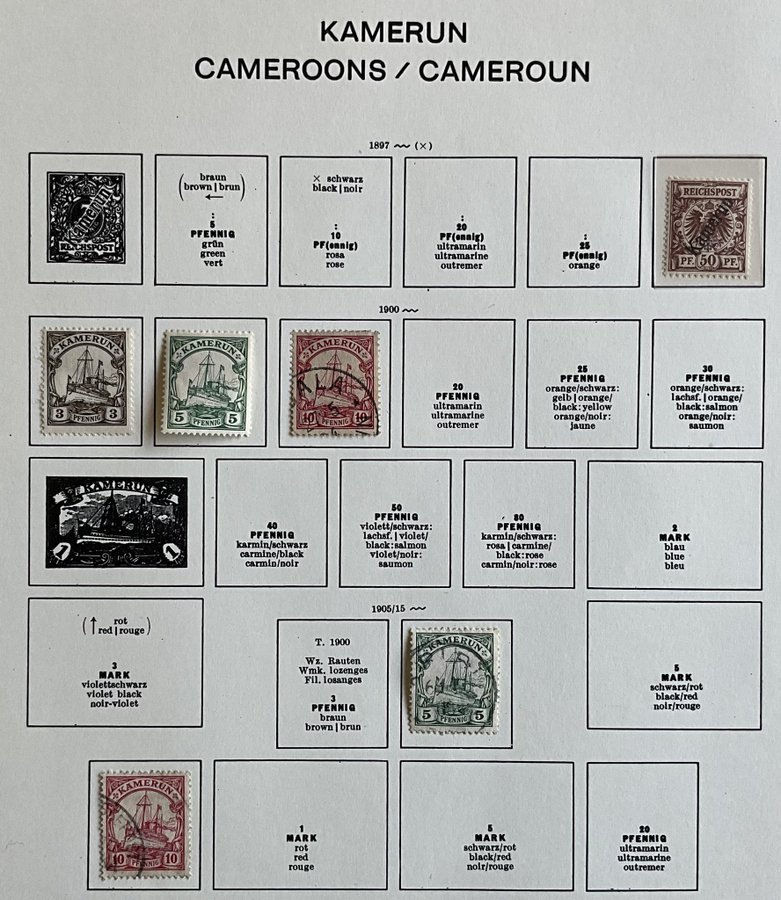 KAMERUN
CAMEROONS / CAMEROUN
1897 ~~ (×)
Kamerun
REICHSPOST
( braun
brown | brun )
←
:
5
PFENNIG
grün
green
vert
× schwarz
black | noir
:
10
PF(ennig)
rosa
rose
:
20
PF(ennig)
ultramarin
ultramarine
outremer
:
25
PF(ennig)
orange
REICHSPOST
Kamerun
PF. 50 PF.
1900 ~~
KAMERUN
3 3
PFENNIG
KAMERUN
5 5
PFENNIG
KAMERUN
ALA
5
10 10
PFENNIG
20
PFENNIG
ultramarin
ultramarine
outremer
25
PFENNIG
orange/schwarz:
gelb | orange/
black:yellow
orange/noir:
jaune
30
PFENNIG
orange/schwarz:
lachsf. | orange/
black:salmon
orange/noir:
saumon
KAMERUN
1 1
40
PFENNIG
karmin/schwarz
carmine/black
carmin/noir
50
PFENNIG
violett/schwarz:
lachsf. | violet/
black:salmon
violet/noir:
saumon
80
PFENNIG
karmin/schwarz:
rosa | carmine/
black:rose
carmin/noir:rose
2
MARK
blau
blue
bleu
1905/15 ~~
(↑ rot
red | rouge)
3
MARK
violettschwarz
violet black
noir-violet
T. 1900
Wz. Rauten
Wmk. lozenges
Fil. losanges
3
PFENNIG
braun
brown | brun
KAMERUN
5 5
PFENNIG
5
MARK
schwarz/rot
black/red
noir/rouge
KAMERUN
10 10
PFENNIG
1
MARK
rot
red
rouge
5
MARK
schwarz/rot
black/red
noir/rouge
20
PFENNIG
ultramarin
ultramarine
outremer